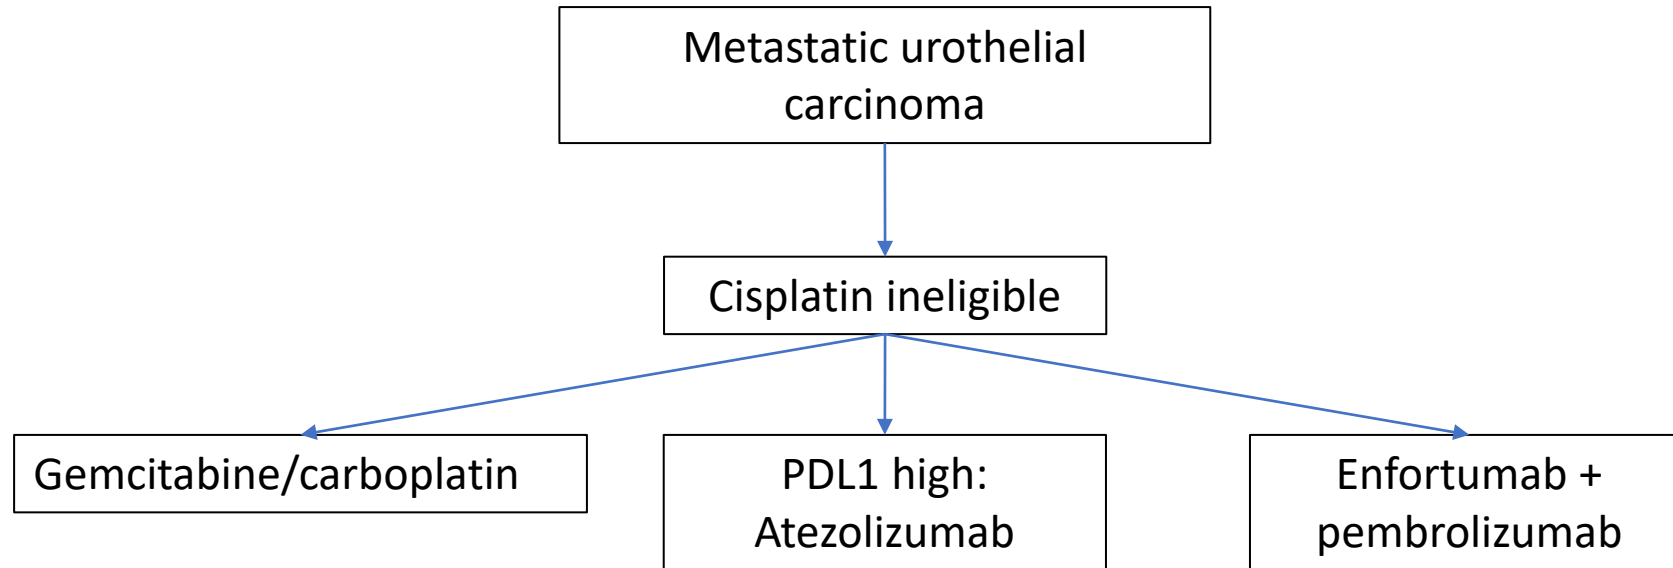 Metastatic urothelial
carcinoma
Cisplatin ineligible
Gemcitabine/carboplatin
PDL1 high:
Atezolizumab
Enfortumab +
pembrolizumab